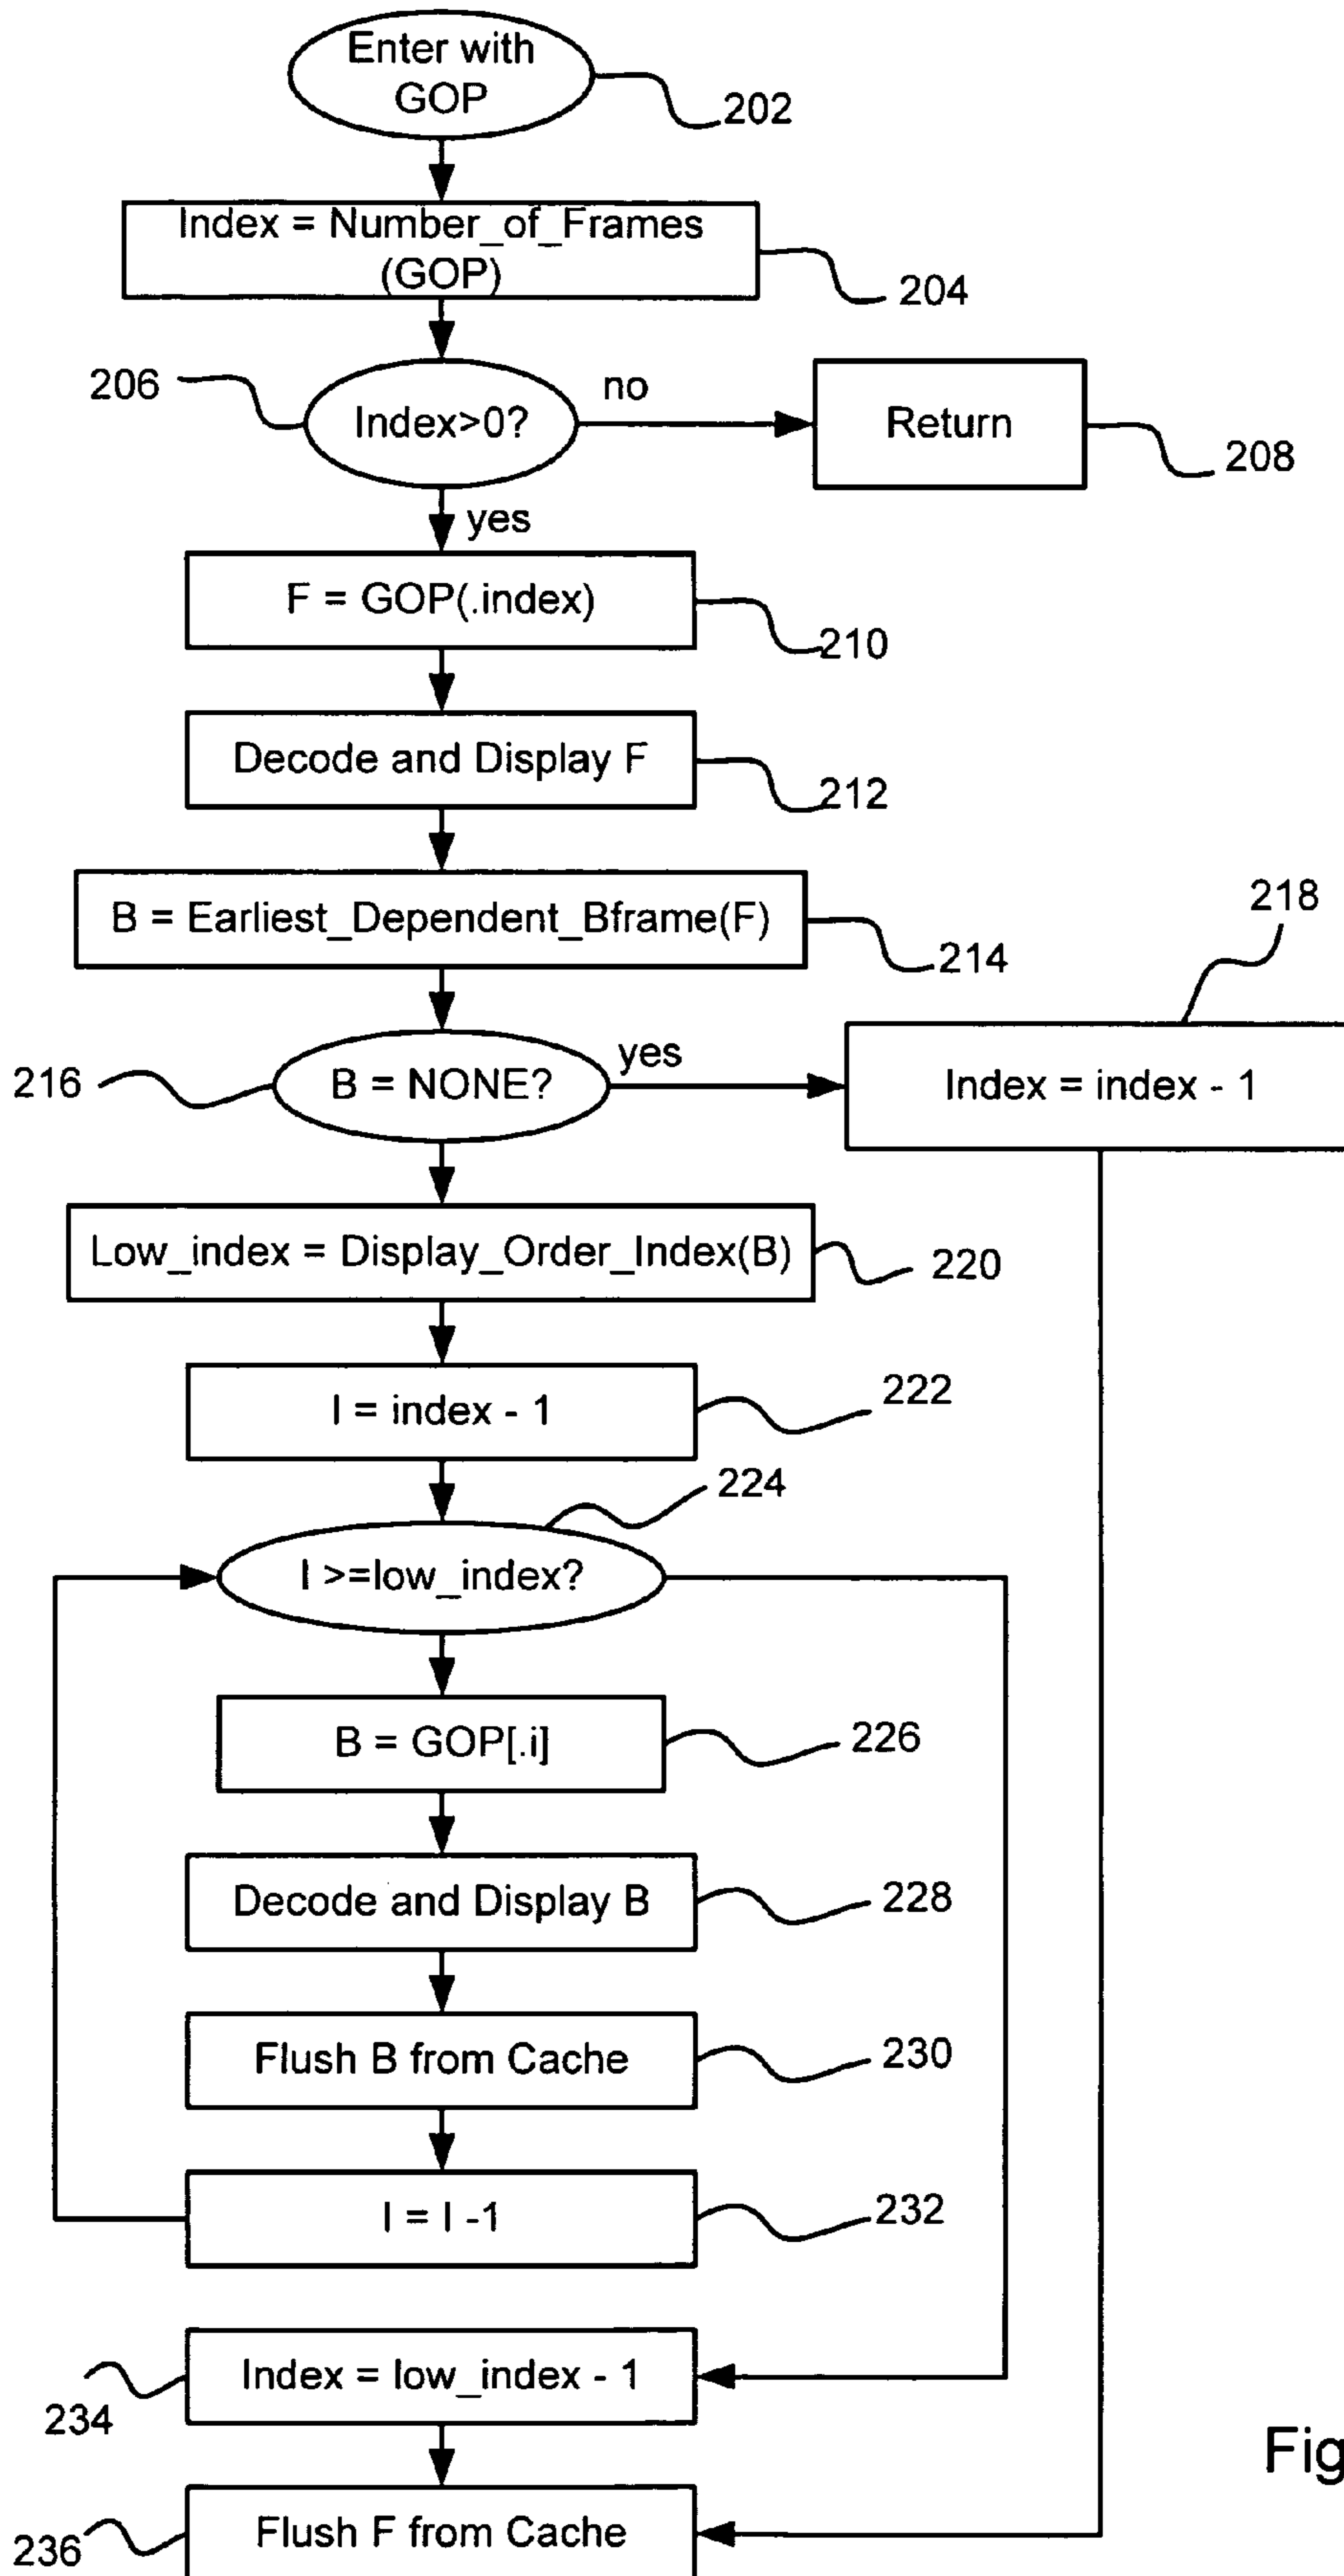 Enter with
GOP
202
Index = Number_of_Frames
(GOP)
204
206
Index>0?
no
Return
208
yes
F = GOP(.index)
210
Decode and Display F
212
B = Earliest_Dependent_Bframe(F)
214
218
216
B = NONE?
yes
Index = index - 1
Low_index = Display_Order_Index(B)
220
I = index - 1
222
224
I >=low_index?
B = GOP[.i]
226
Decode and Display B
228
Flush B from Cache
230
I = I -1
232
Index = low_index - 1
234
Fig
Flush F from Cache
236